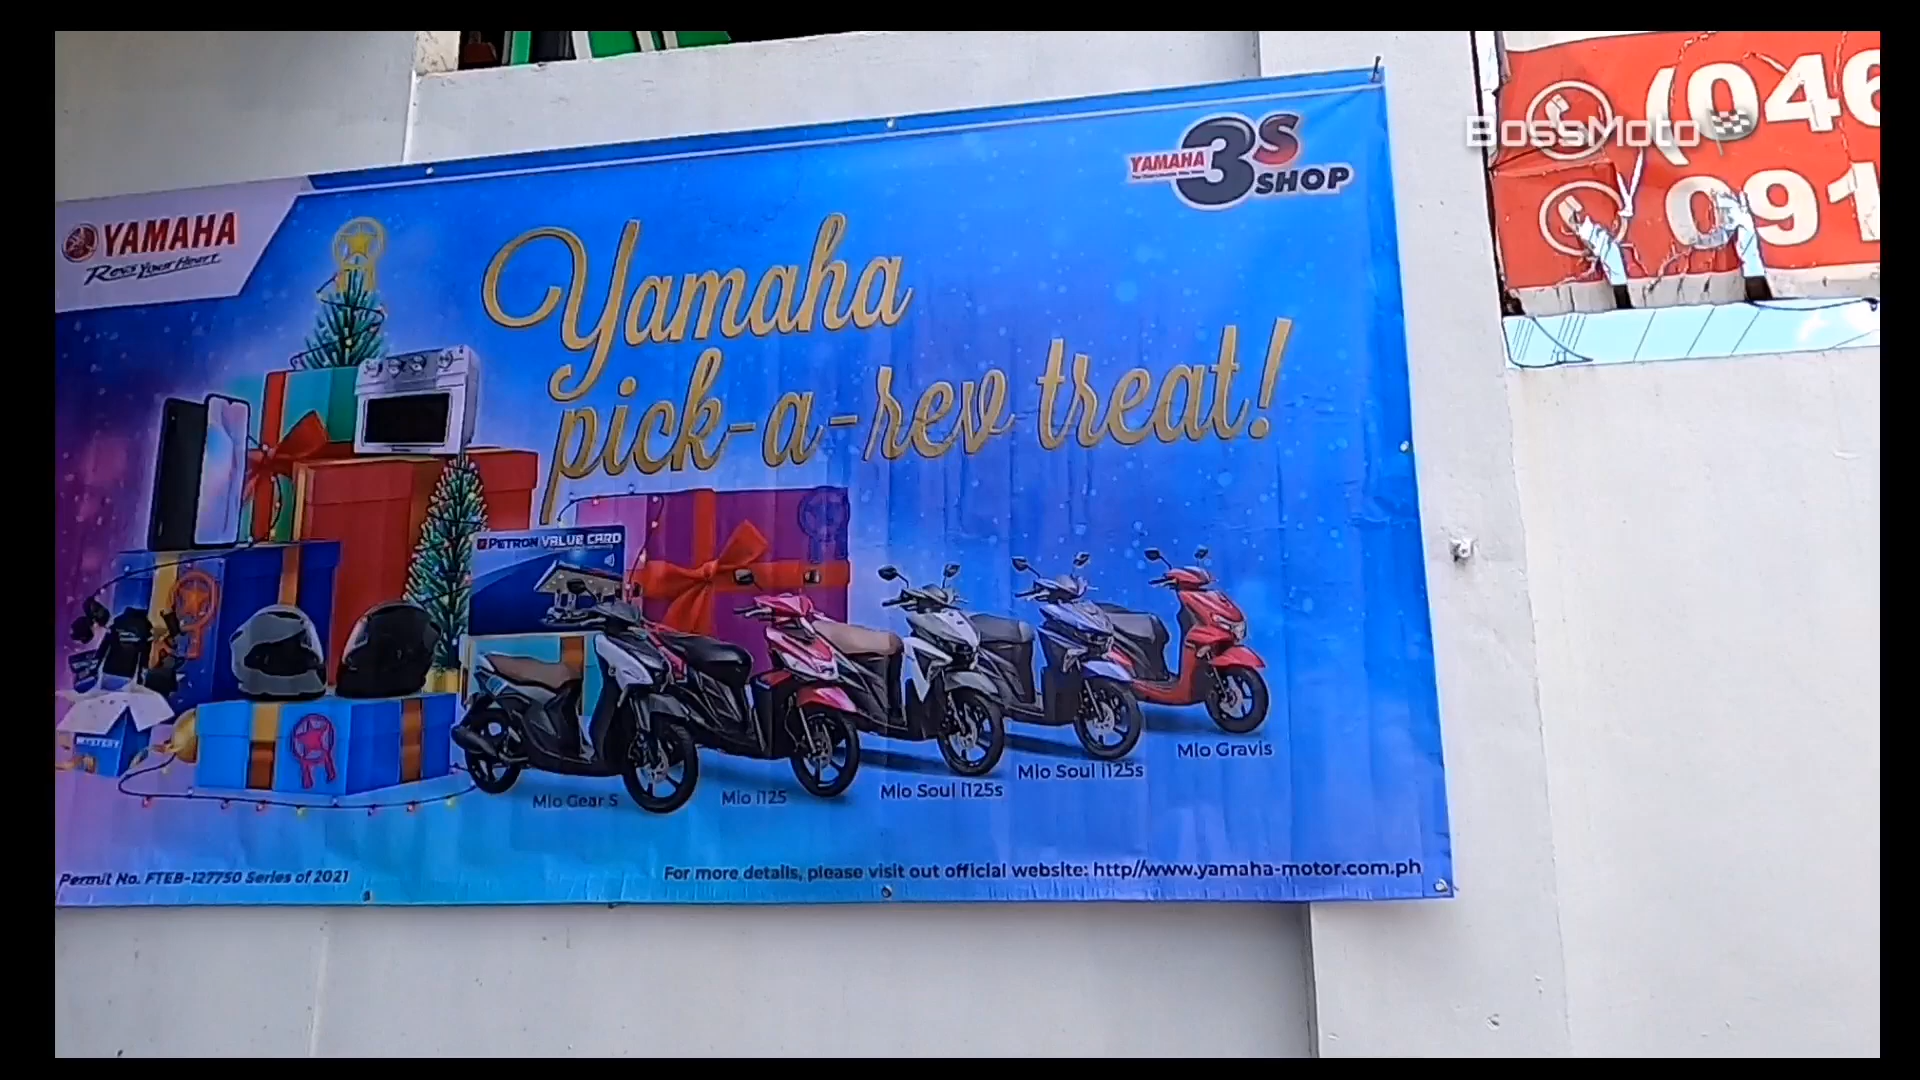 YAMAHA
Revs Your Heart
YAMAHA 3S
SHOP
Yamaha
pick-a-rev treat!
PETRON VALUE CARD
Mio Gear S
Mio i125
Mio Soul i125s
Mio Soul i125s
Mio Gravis
MYSTERY
Permit No. FTEB-127750 Series of 2021
For more details, please visit out official website: http//www.yamaha-motor.com.ph
BossMoto
(046
091